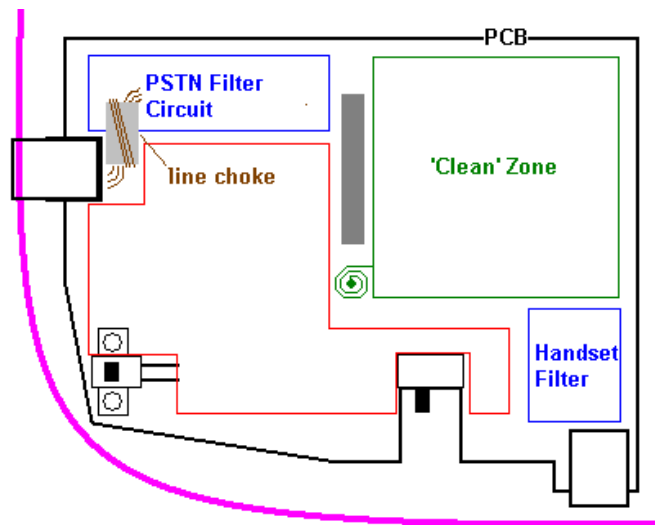 PCB
PSTN Filter
Circuit
line choke
'Clean' Zone
Handset
Filter